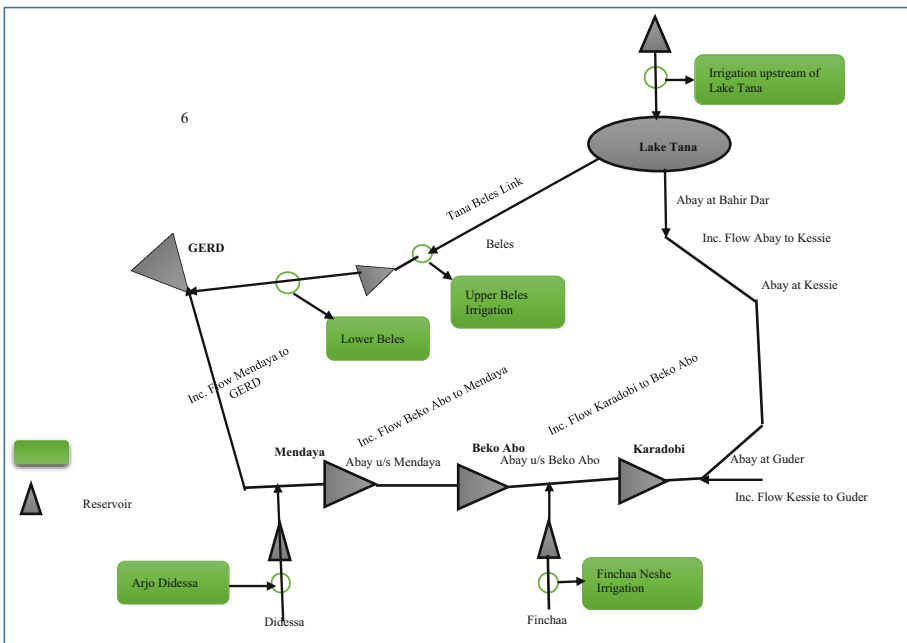 Irrigation upstream of
Lake Tana
6
Lake Tana
Tana Beles Link
Abay at Bahir Dar
Inc. Flow Abay to Kessie
Beles
GERD
Abay at Kessie
Upper Beles
Irrigation
Lower Beles
Inc. Flow Mendaya to
GERD
Inc. Flow Beko Abo to Mendaya
Inc. Flow Karadobi to Beko Abo
Mendaya
Abay u/s Mendaya
Beko Abo
Abay u/s Beko Abo
Karadobi
Abay at Guder
Inc. Flow Kessie to Guder
Reservoir
Arjo Didessa
Finchaa Neshe
Irrigation
Didessa
Finchaa